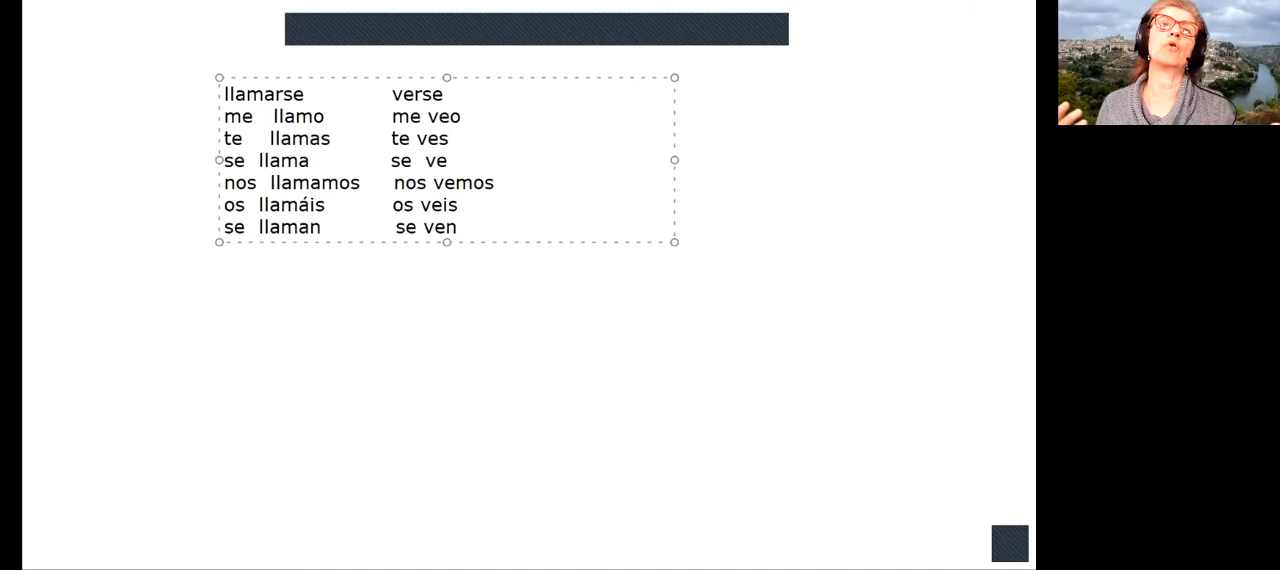 llamarse verse
me llamo me veo
te llamas te ves
se llama se ve
nos llamamos nos vemos
os llamáis os veis
se llaman se ven